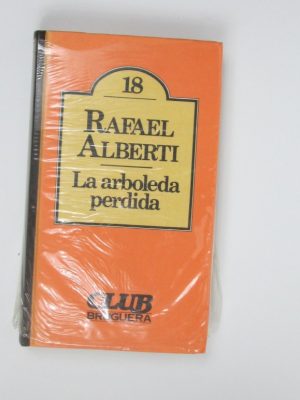 18
RAFAEL
ALBERTI
La arboleda
perdida
CLUB
BRUGUERA